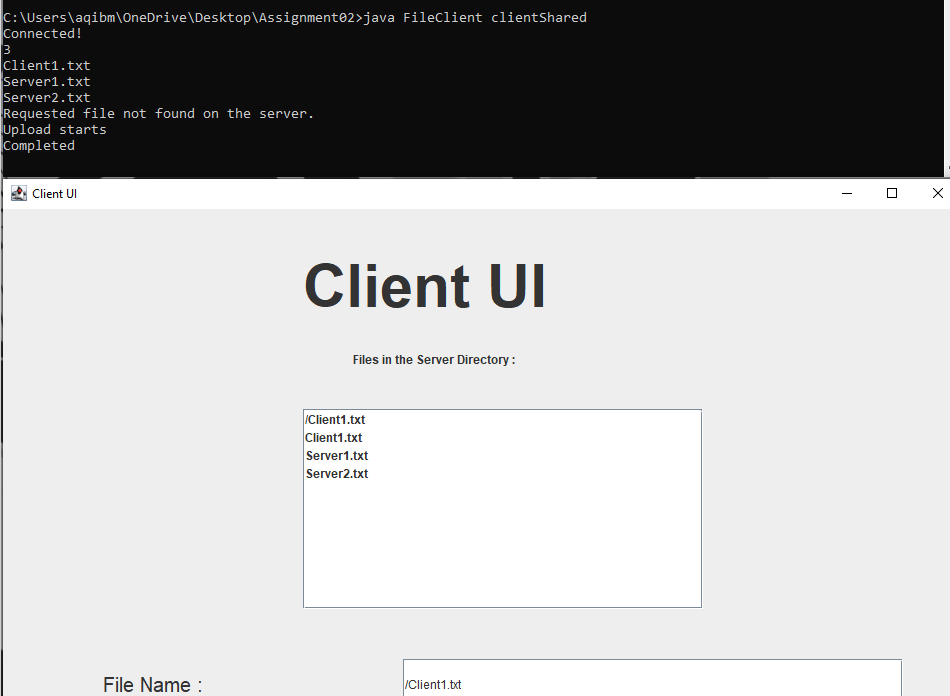 C:\Users\aqibm\OneDrive\Desktop\Assignment02>java FileClient clientShared
Connected!
3
Client1.txt
Server1.txt
Server2.txt
Requested file not found on the server.
Upload starts
Completed
Client UI
Client UI
Files in the Server Directory :
/Client1.txt
Client1.txt
Server1.txt
Server2.txt
File Name :
/Client1.txt